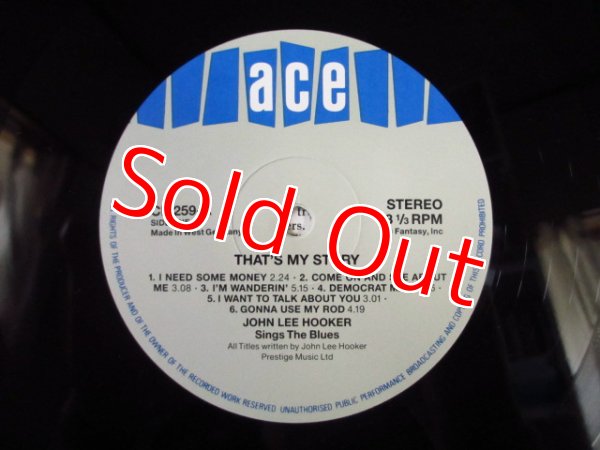 ace
STEREO
⅓ RPM
Made in West Germany
Fantasy, Inc
Sold Out
THAT'S MY STORY
1. I NEED SOME MONEY 2.24 · 2. COME ON AND SEE ABOUT
ME 3.08 · 3. I'M WANDERIN' 5.15 · 4. DEMOCRAT
5. I WANT TO TALK ABOUT YOU 3.01 ·
6. GONNA USE MY ROD 4.19
JOHN LEE HOOKER
Sings The Blues
All Titles written by John Lee Hooker
Prestige Music Ltd
RIGHTS OF THE PRODUCER AND OF THE OWNER OF THE RECORDED WORK RESERVED UNAUTHORISED PUBLIC PERFORMANCE BROADCASTING AND COPYING OF THIS RECORD PROHIBITED